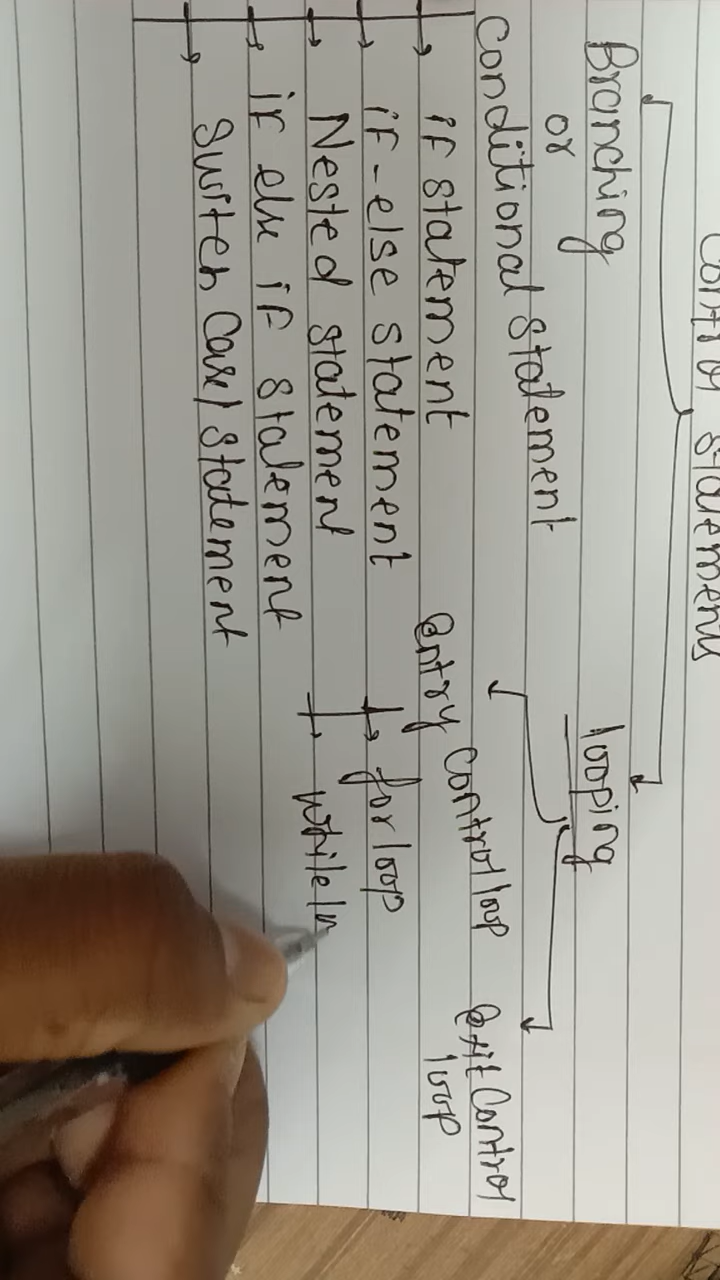 Control statements
Branching
or
Conditional statement
if statement
if-else statement
Nested statement
if else if statement
Switch Case/ statement
looping
entry control loop
for loop
while lo
exit control
loop